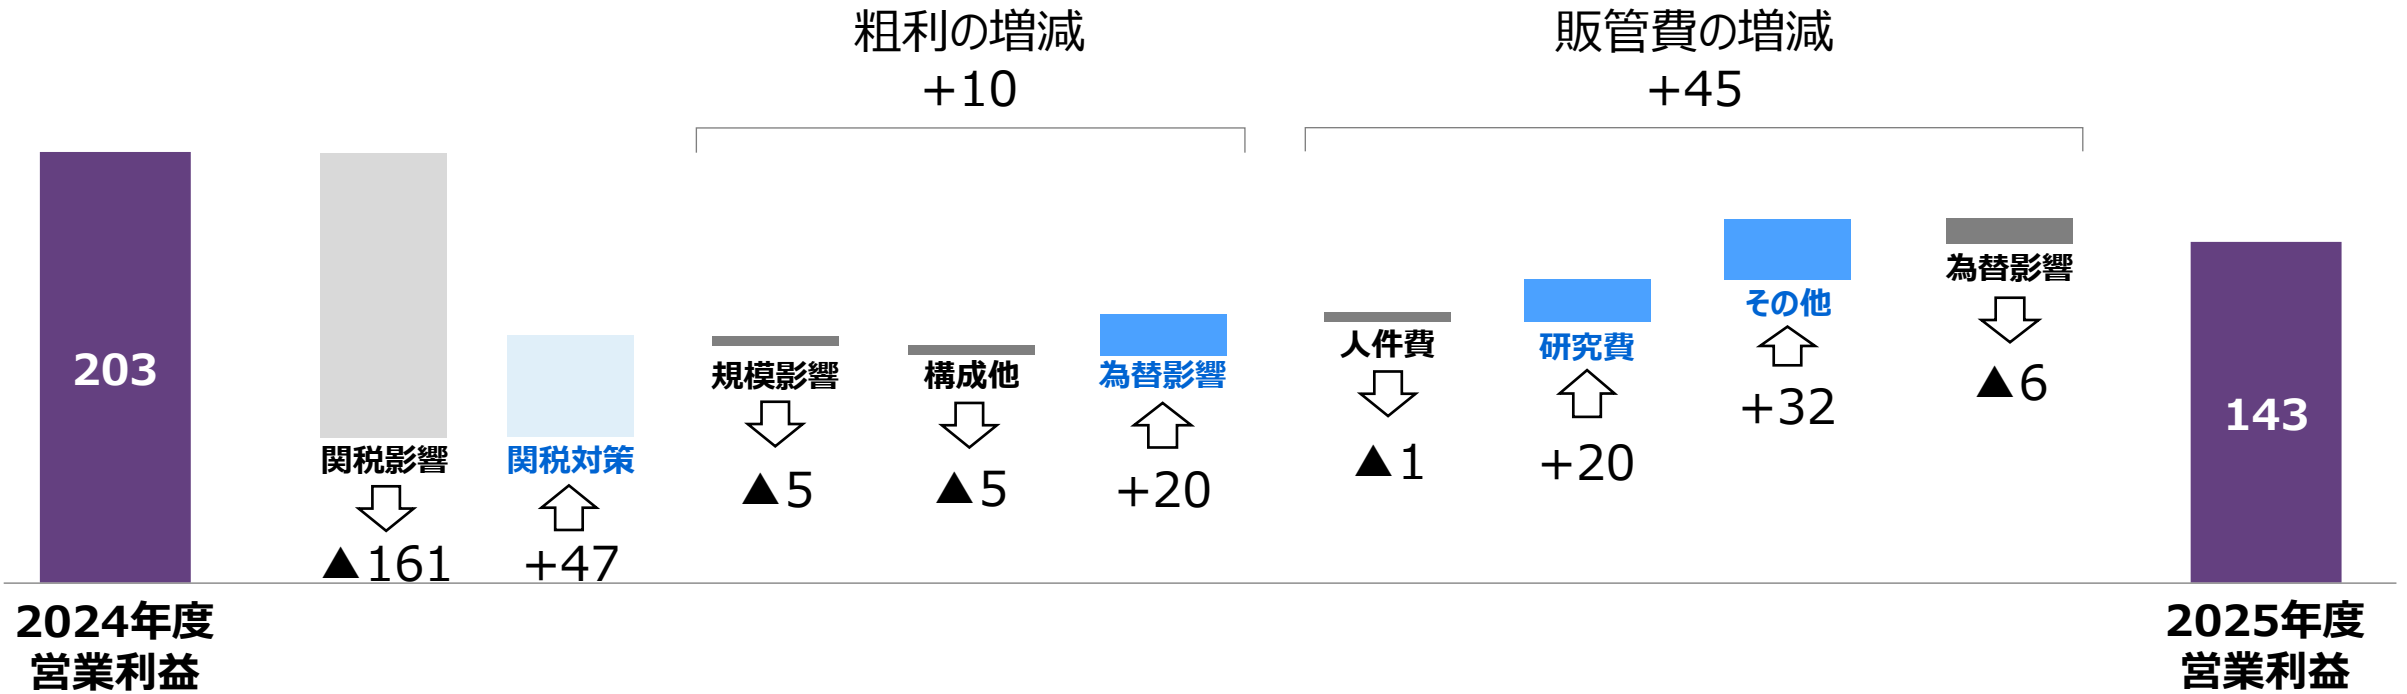 粗利の増減
+10
販管費の増減
+45
203
関税影響
▲161
関税対策
+47
規模影響
▲5
構成他
▲5
為替影響
+20
人件費
▲1
研究費
+20
その他
+32
為替影響
▲6
143
2024年度
営業利益
2025年度
営業利益